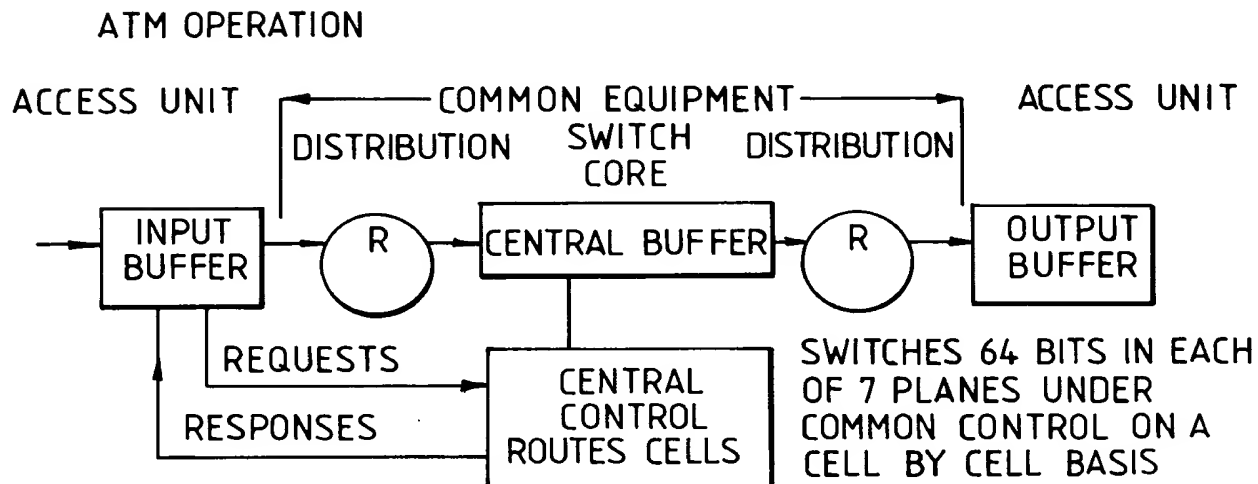 ATM OPERATION
ACCESS UNIT
COMMON EQUIPMENT
ACCESS UNIT
DISTRIBUTION
SWITCH
CORE
DISTRIBUTION
INPUT
BUFFER
R
CENTRAL BUFFER
R
OUTPUT
BUFFER
REQUESTS
RESPONSES
CENTRAL
CONTROL
ROUTES CELLS
SWITCHES 64 BITS IN EACH
OF 7 PLANES UNDER
COMMON CONTROL ON A
CELL BY CELL BASIS